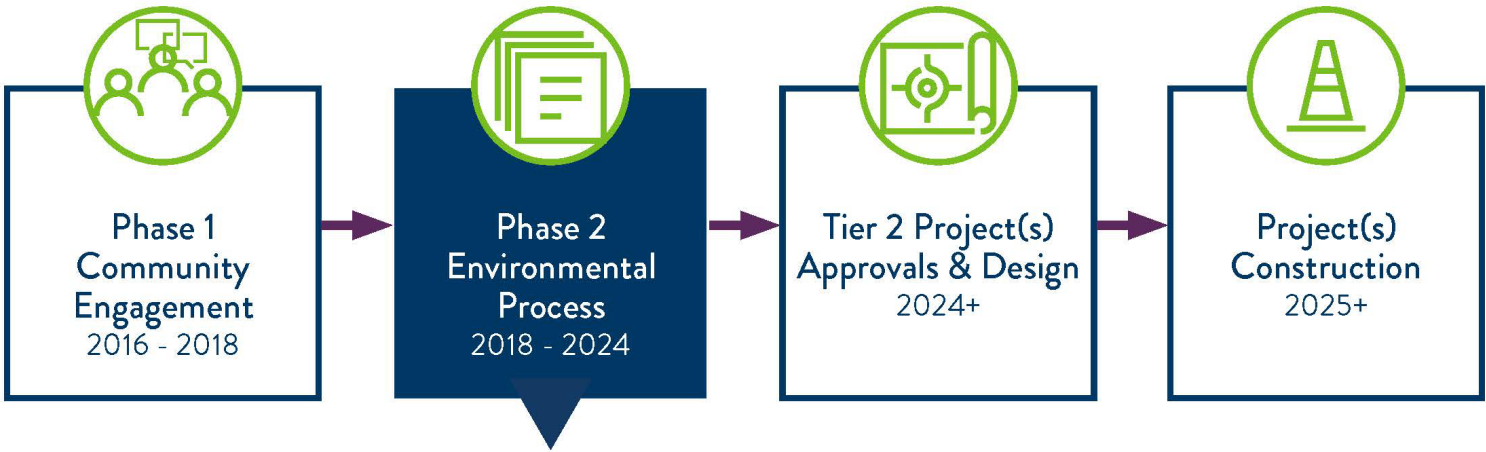 Phase 1
Community
Engagement
2016 - 2018
Phase 2
Environmental
Process
2018 - 2024
Tier 2 Project(s)
Approvals & Design
2024+
Project(s)
Construction
2025+